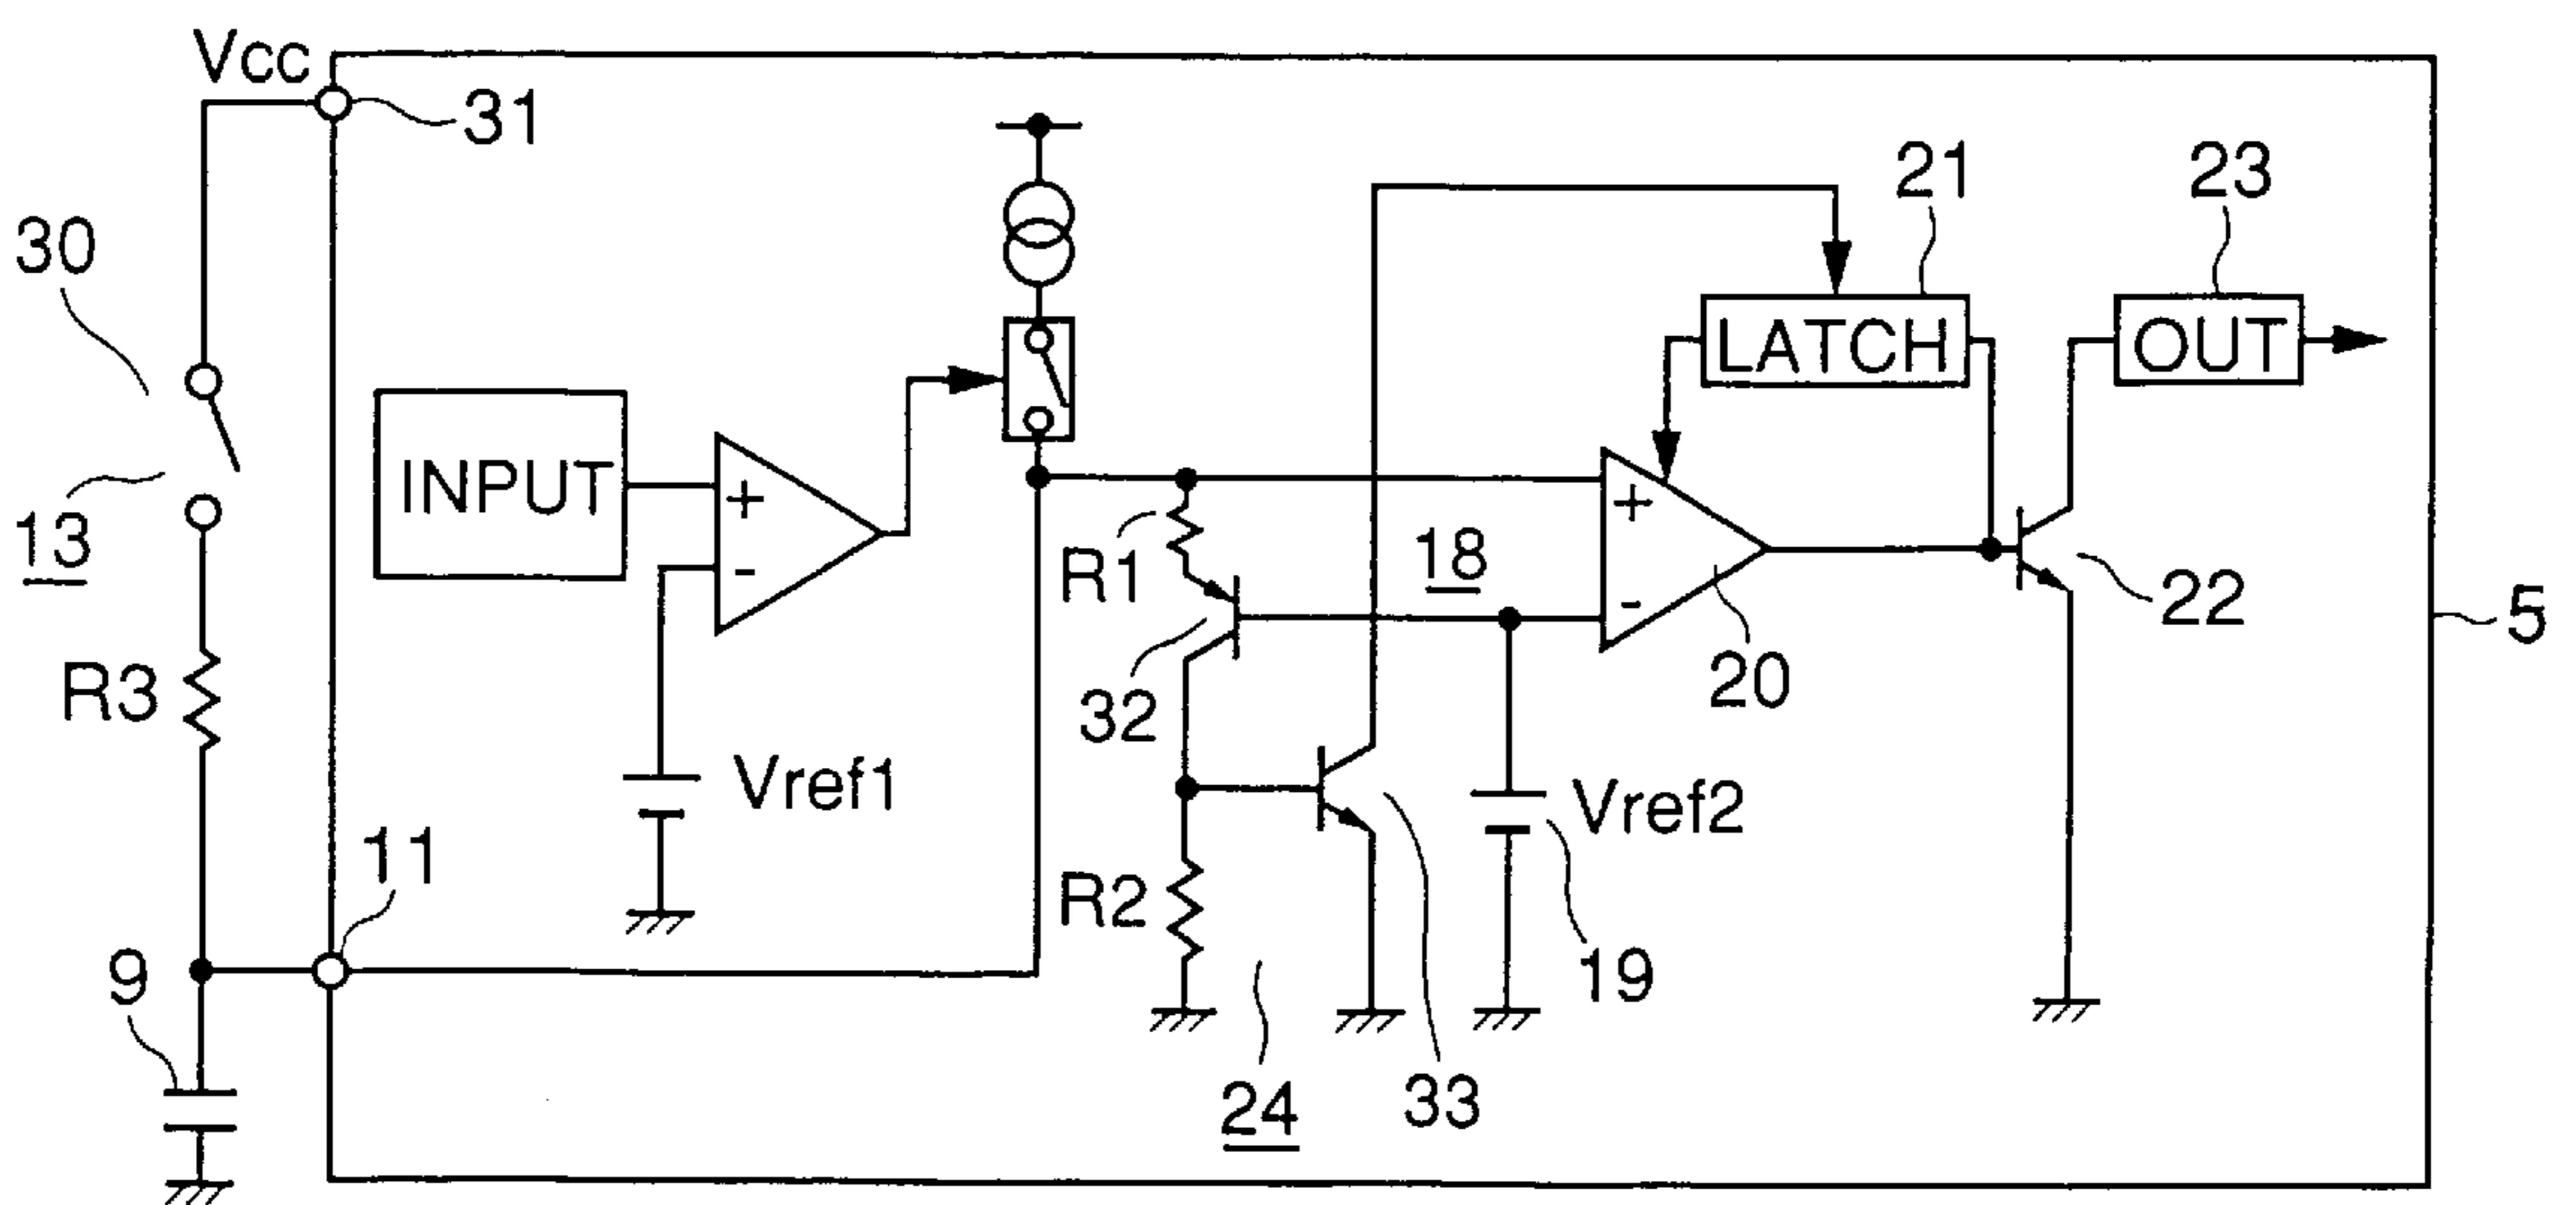 Vcc
31
30
13
R3
11
9
INPUT
+
-
Vref1
R1
32
18
R2
24
33
Vref2
19
+
-
20
LATCH
21
OUT
23
22
5